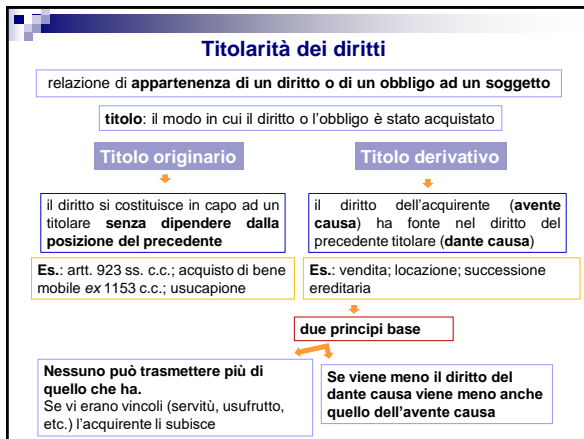 Titolarità dei diritti
relazione di appartenenza di un diritto o di un obbligo ad un soggetto
titolo: il modo in cui il diritto o l'obbligo è stato acquistato
Titolo originario
Titolo derivativo
il diritto si costituisce in capo ad un
titolare senza dipendere dalla
posizione del precedente
il diritto dell'acquirente (avente
causa) ha fonte nel diritto del
precedente titolare (dante causa)
Es.: artt. 923 ss. c.c.; acquisto di bene
mobile ex 1153 c.c.; usucapione
Es.: vendita; locazione; successione
ereditaria
due principi base
Nessuno può trasmettere più di
quello che ha.
Se vi erano vincoli (servitù, usufrutto,
etc.) l'acquirente li subisce
Se viene meno il diritto del
dante causa viene meno anche
quello dell'avente causa